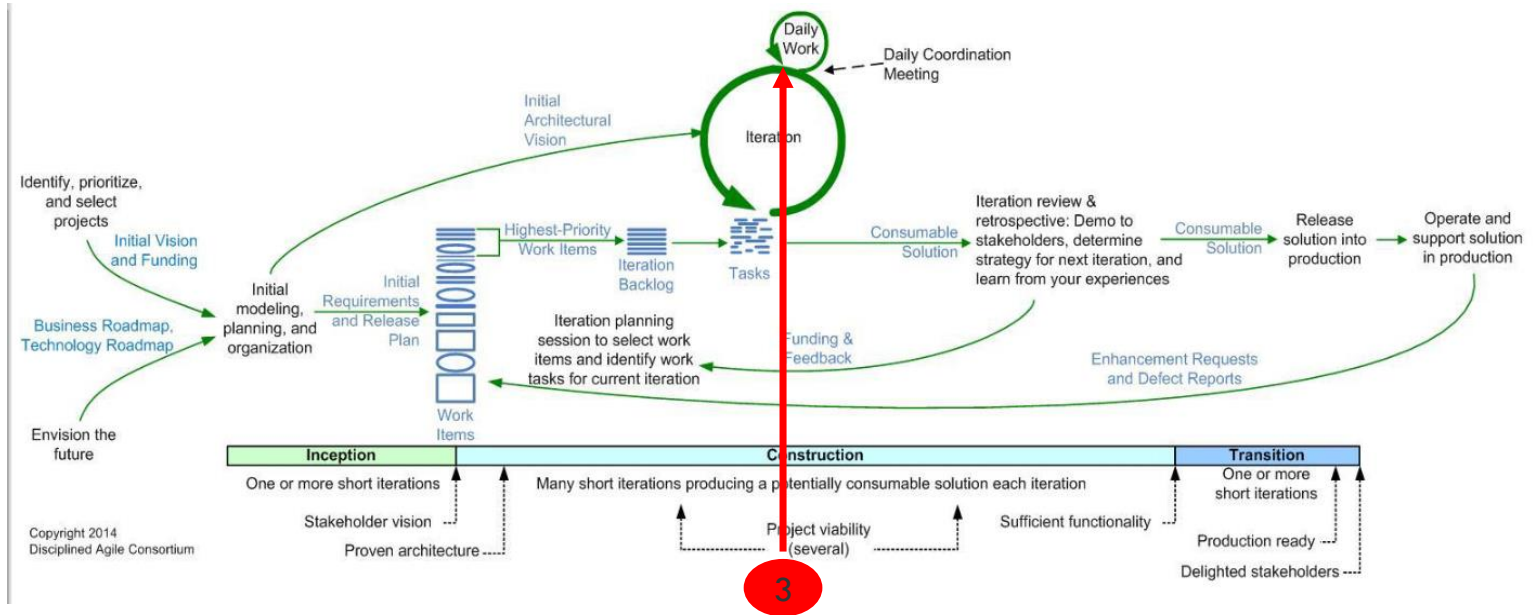 Daily
Work
Daily Coordination
Meeting
Initial
Architectural
Vision
Iteration
Identify, prioritize,
and select
projects
Initial Vision
and Funding
Business Roadmap,
Technology Roadmap
Envision the
future
Initial
modeling,
planning, and
organization
Initial
Requirements
and Release
Plan
Work
Items
Highest-Priority
Work Items
Iteration
Backlog
Tasks
Iteration planning
session to select work
items and identify work
tasks for current iteration
Consumable
Solution
Iteration review &
retrospective: Demo to
stakeholders, determine
strategy for next iteration, and
learn from your experiences
Funding &
Feedback
Consumable
Solution
Release
solution into
production
Operate and
support solution
in production
Enhancement Requests
and Defect Reports
Inception
Construction
Transition
One or more short iterations
Many short iterations producing a potentially consumable solution each iteration
One or more
short iterations
Stakeholder vision
Proven architecture
Project viability
(several)
Sufficient functionality
Production ready
Delighted stakeholders
Copyright 2014
Disciplined Agile Consortium
3